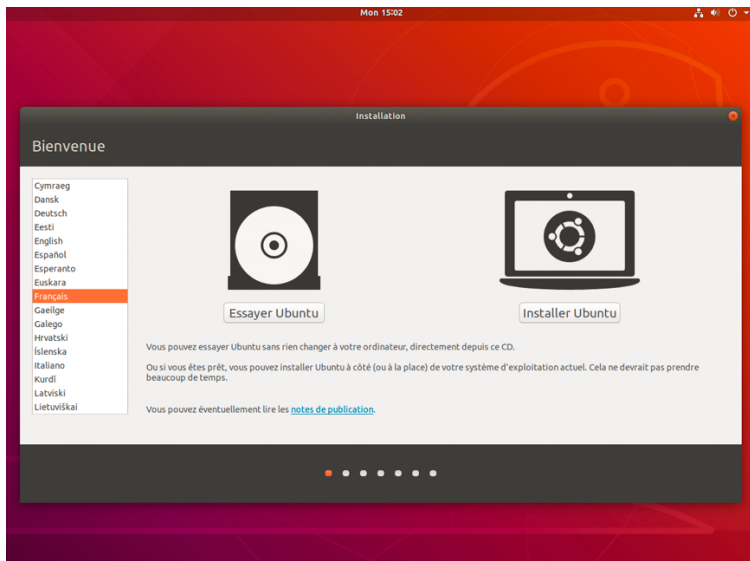 Mon 15:02
Installation
Bienvenue
Cymraeg
Dansk
Deutsch
Eesti
English
Español
Esperanto
Euskara
Français
Gaeilge
Galego
Hrvatski
Íslenska
Italiano
Kurdî
Latviski
Lietuviškai
Essayer Ubuntu
Installer Ubuntu
Vous pouvez essayer Ubuntu sans rien changer à votre ordinateur, directement depuis ce CD.
Ou si vous êtes prêt, vous pouvez installer Ubuntu à côté (ou à la place) de votre système d'exploitation actuel. Cela ne devrait pas prendre
beaucoup de temps.
Vous pouvez éventuellement lire les notes de publication.